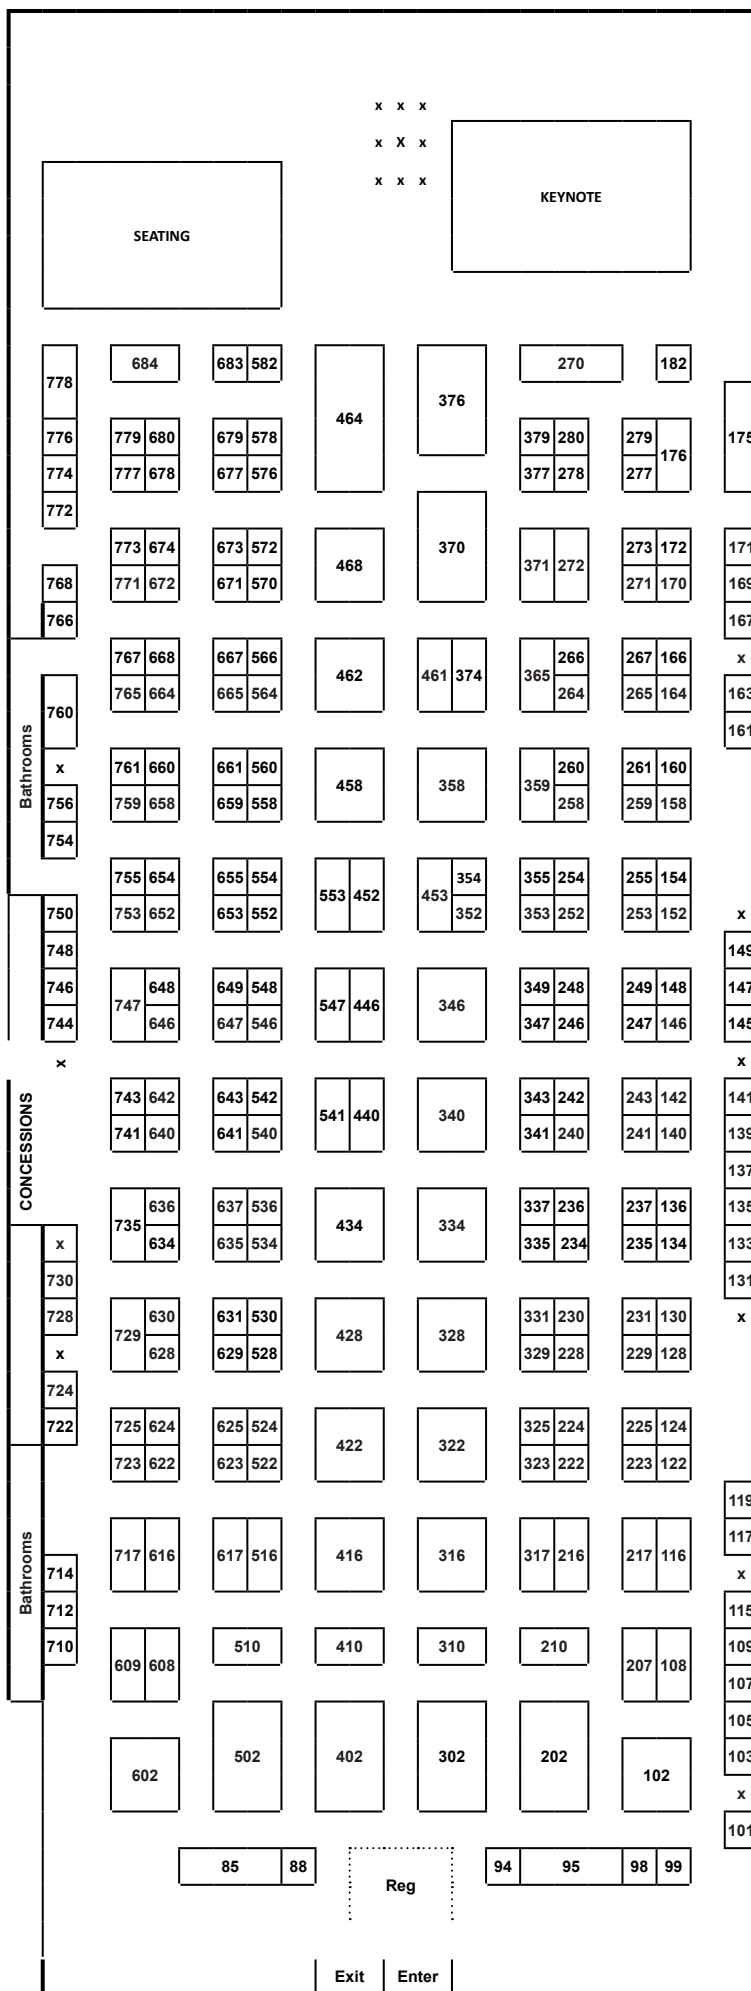 x x x
x X x
x x x
KEYNOTE
SEATING
684 683 582 270 182
778 376
464
776 779 680 679 578 379 280 279 175
176
774 777 678 677 576 377 278 277
772
773 674 673 572 370 273 172 171
468 371 272
768 771 672 671 570 271 170 169
766 167
767 668 667 566 266 267 166 x
462 461 374 365
765 664 665 564 264 265 164 163
760 161
Bathrooms
x 761 660 661 560 260 261 160
458 358 359
756 759 658 659 558 258 259 158
754
755 654 655 554 354 355 254 255 154
553 452 453
750 753 652 653 552 352 353 252 253 152 x
748 149
746 648 649 548 349 248 249 148 147
747 547 446 346
744 646 647 546 347 246 247 146 145
x x
743 642 643 542 343 242 243 142 141
541 440 340
741 640 641 540 341 240 241 140 139
CONCESSIONS
137
636 637 536 337 236 237 136 135
735 434 334
x 634 635 534 335 234 235 134 133
730 131
728 630 631 530 331 230 231 130 x
729 428 328
x 628 629 528 329 228 229 128
724
722 725 624 625 524 325 224 225 124
422 322
723 622 623 522 323 222 223 122
119
117
717 616 617 516 416 316 317 216 217 116
Bathrooms
714 x
712 115
710 510 410 310 210 109
609 608 207 108
107
105
502 402 302 202 103
602 102
x
101
85 88 94 95 98 99
Reg
Exit Enter